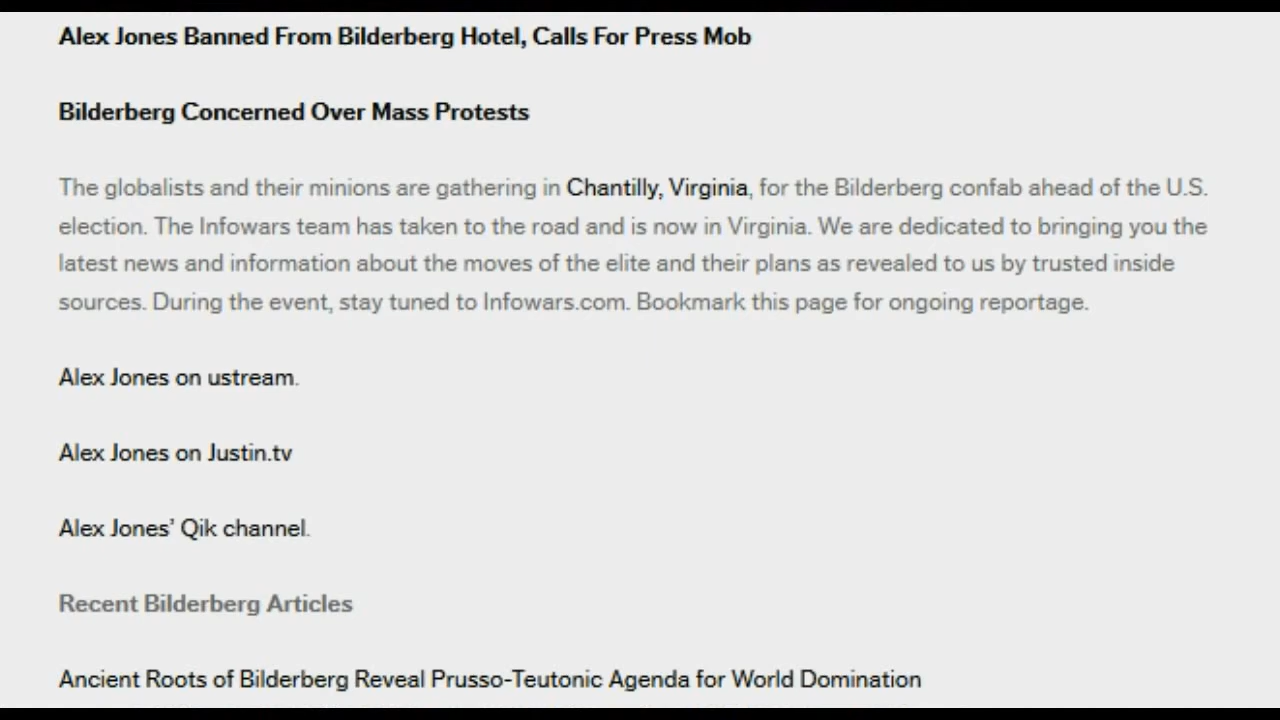 Alex Jones Banned From Bilderberg Hotel, Calls For Press Mob
Bilderberg Concerned Over Mass Protests
The globalists and their minions are gathering in Chantilly, Virginia, for the Bilderberg confab ahead of the U.S.
election. The Infowars team has taken to the road and is now in Virginia. We are dedicated to bringing you the
latest news and information about the moves of the elite and their plans as revealed to us by trusted inside
sources. During the event, stay tuned to Infowars.com. Bookmark this page for ongoing reportage.
Alex Jones on ustream.
Alex Jones on Justin.tv
Alex Jones’ Qik channel.
Recent Bilderberg Articles
Ancient Roots of Bilderberg Reveal Prusso-Teutonic Agenda for World Domination